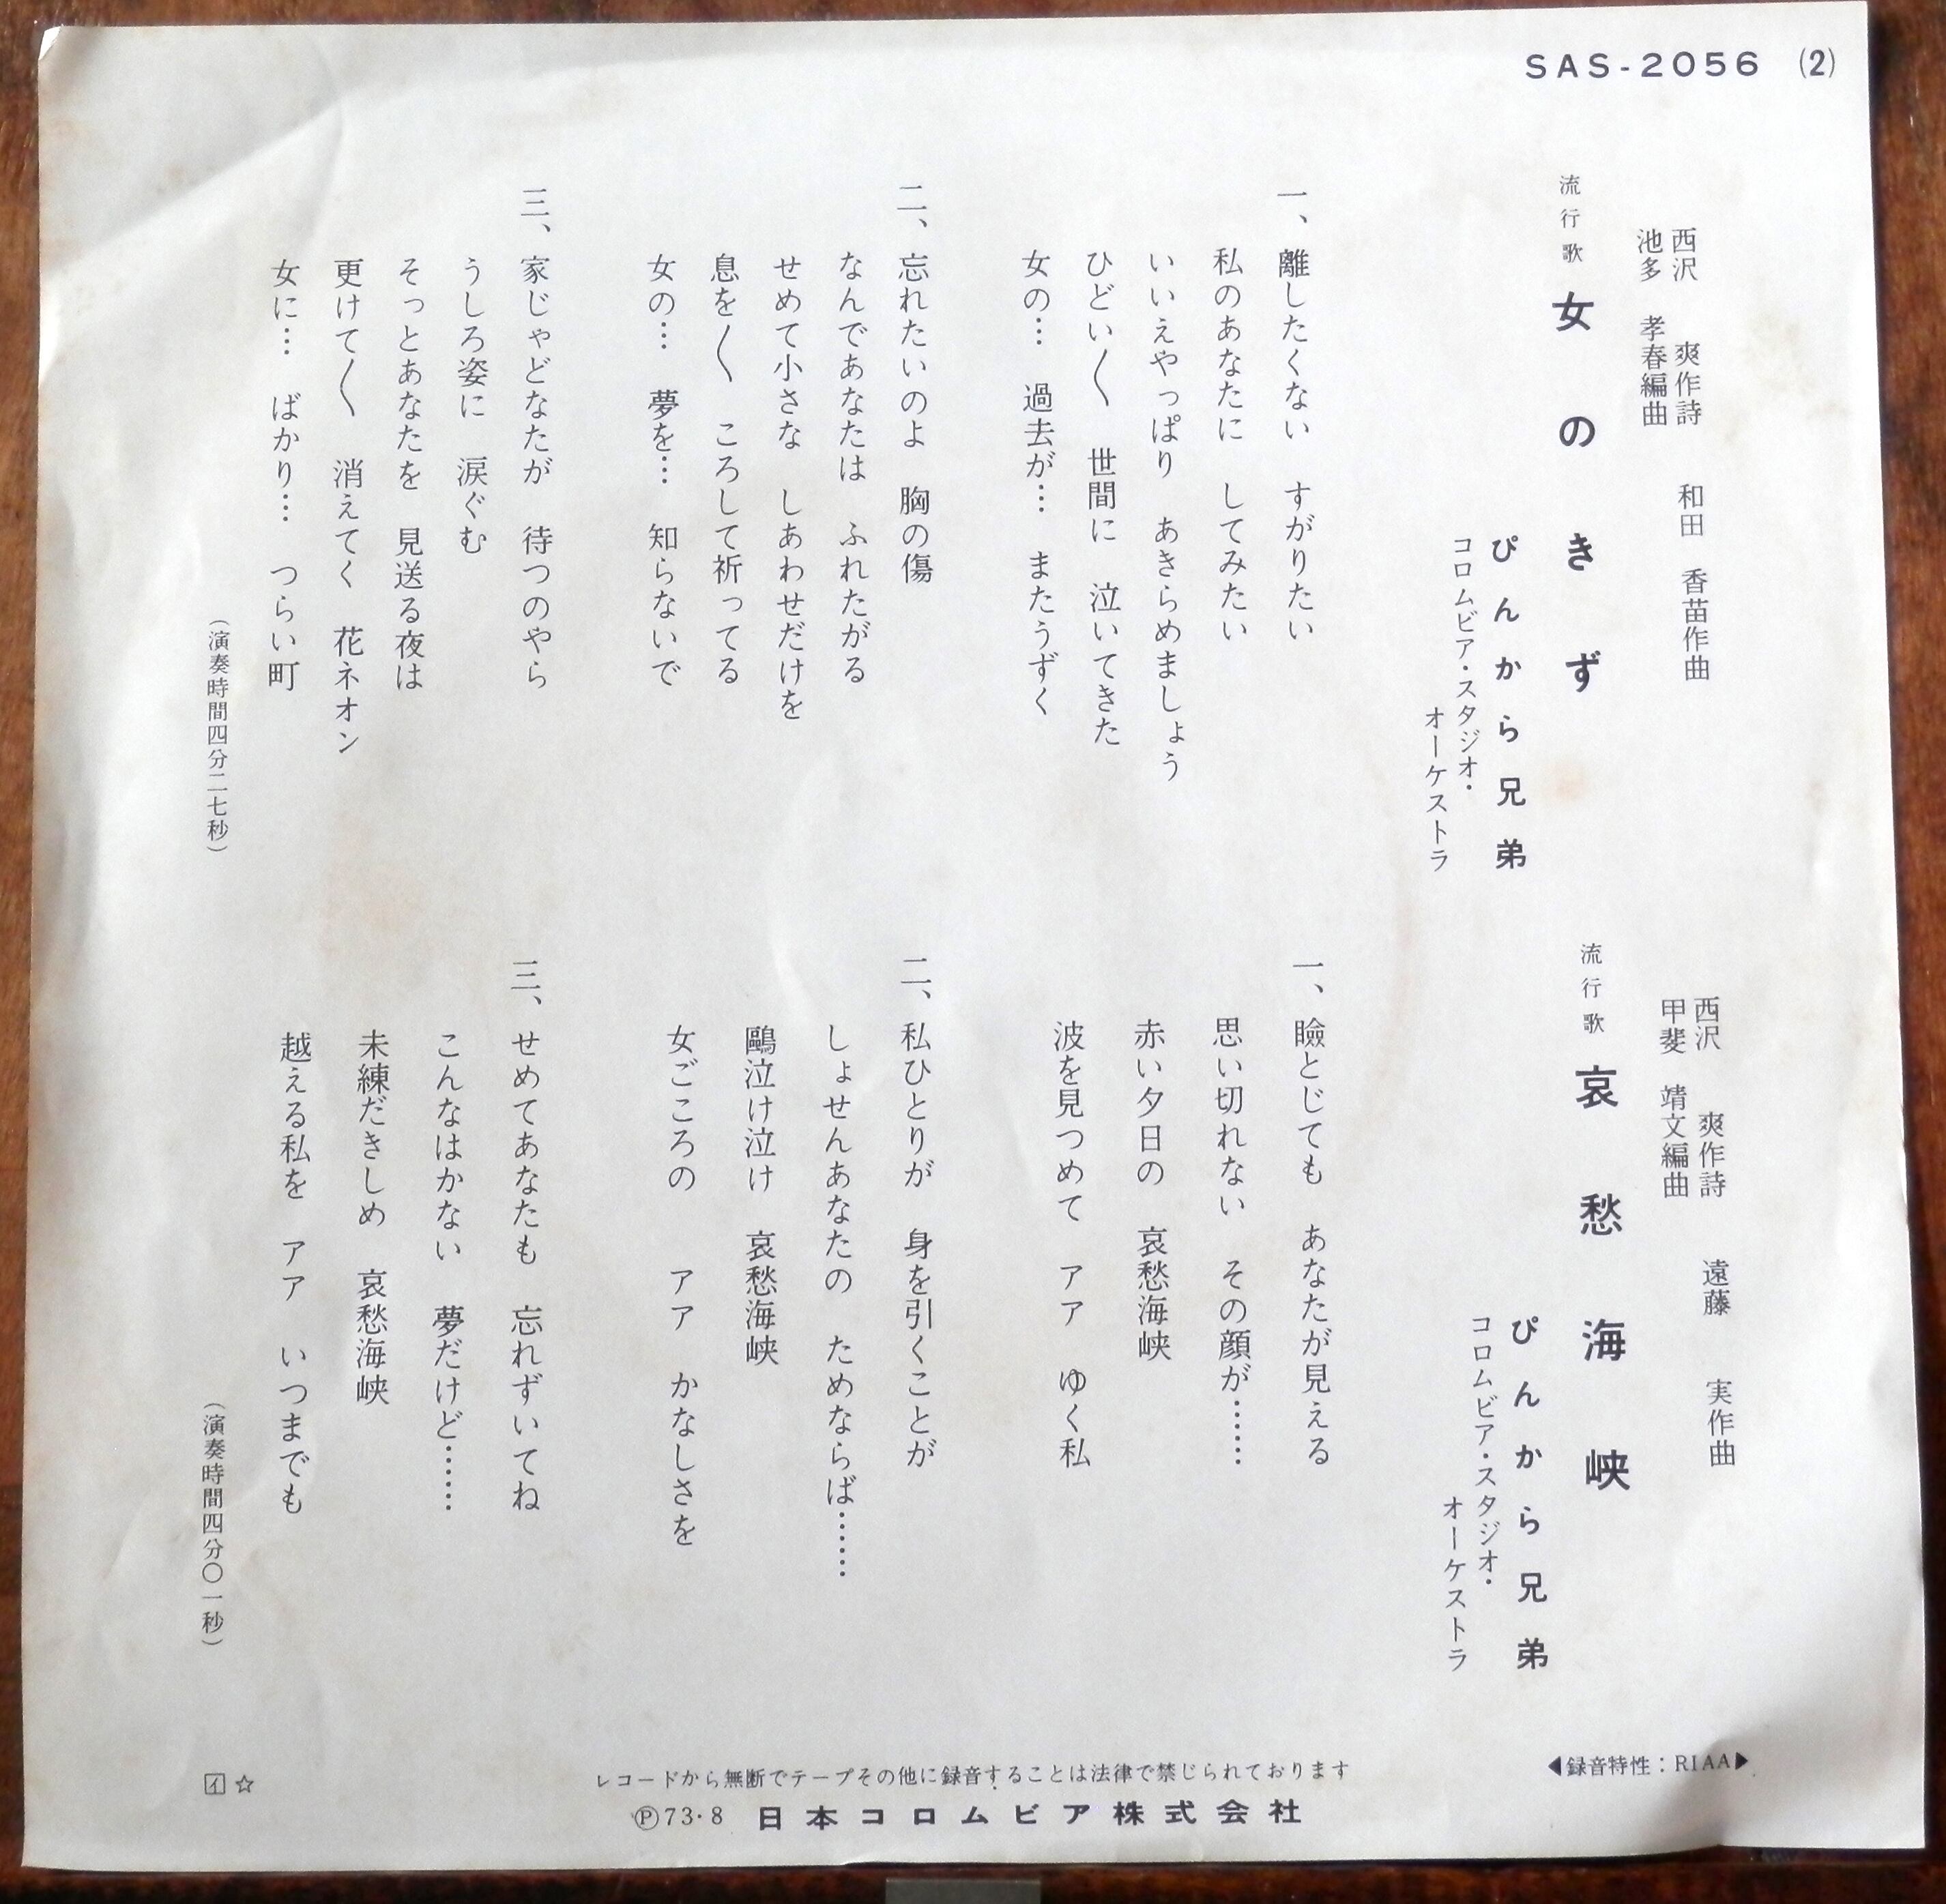 SAS-2056 (2)
西沢 爽作詩 和田 香苗作曲
池多 孝春編曲
流行歌 女のきず
ぴんから兄弟
コロムビア・スタジオ・
オーケストラ
一、離したくない すがりたい
私のあなたに してみたい
いいえやっぱり あきらめましょう
ひどい〱 世間に 泣いてきた
女の… 過去が… またうずく
二、忘れたいのよ 胸の傷
なんであなたは ふれたがる
せめて小さな しあわせだけを
息を〱 ころして祈ってる
女の… 夢を… 知らないで
三、家じゃどなたが 待つのやら
うしろ姿に 涙ぐむ
そっとあなたを 見送る夜は
更けて〱 消えてく 花ネオン
女に… ばかり… つらい町
(演奏時間四分二七秒)
西沢 爽作詩 遠藤 実作曲
甲斐 靖文編曲
流行歌 哀愁海峡
ぴんから兄弟
コロムビア・スタジオ・
オーケストラ
一、瞼とじても あなたが見える
思い切れない その顔が……
赤い夕日の 哀愁海峡
波を見つめて アア ゆく私
二、私ひとりが 身を引くことが
しょせんあなたの ためならば……
鷗泣け泣け 哀愁海峡
女ごころの アア かなしさを
三、せめてあなたも 忘れずいてね
こんなはかない 夢だけど……
未練だきしめ 哀愁海峡
越える私を アア いつまでも
(演奏時間四分〇一秒)
◀録音特性:RIAA▶
レコードから無断でテープその他に録音することは法律で禁じられております
Ⓟ73・8 日本コロムビア株式会社
イ ☆